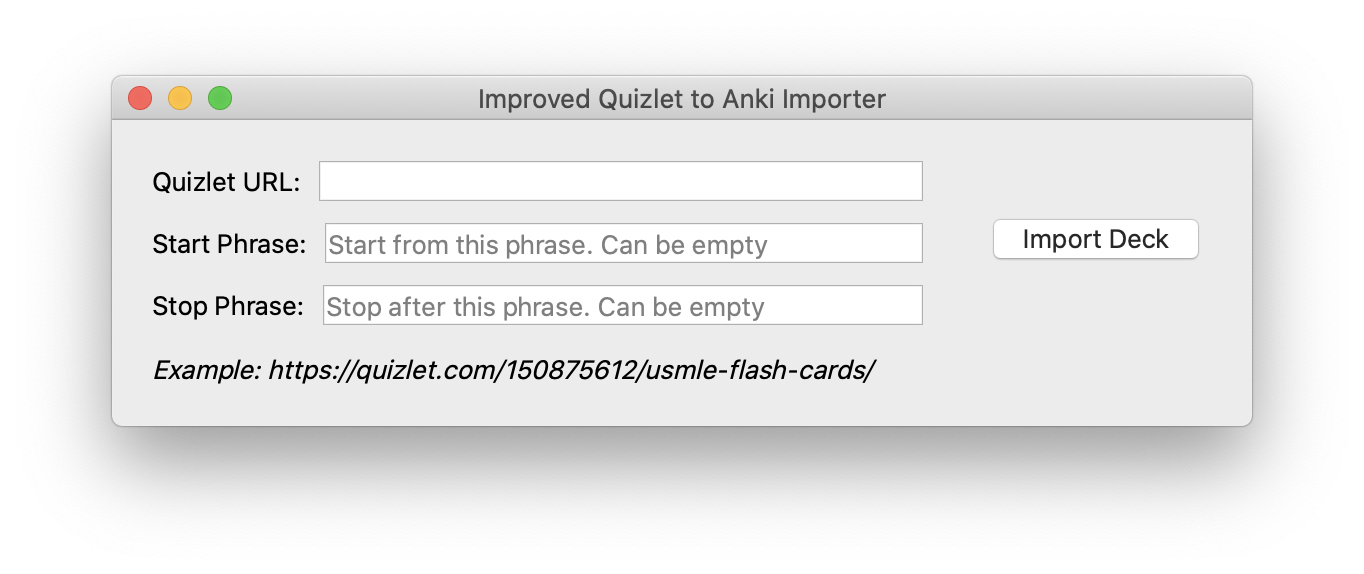 Improved Quizlet to Anki Importer
Quizlet URL:
Start Phrase: Start from this phrase. Can be empty
Import Deck
Stop Phrase: Stop after this phrase. Can be empty
Example: https://quizlet.com/150875612/usmle-flash-cards/